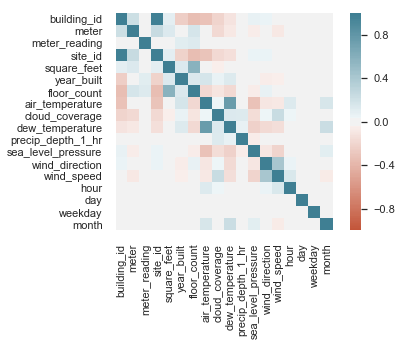 building_id
meter
meter_reading
site_id
square_feet
year_built
floor_count
air_temperature
cloud_coverage
dew_temperature
precip_depth_1_hr
sea_level_pressure
wind_direction
wind_speed
hour
day
weekday
month
building_id
meter
meter_reading
site_id
square_feet
year_built
floor_count
air_temperature
cloud_coverage
dew_temperature
precip_depth_1_hr
sea_level_pressure
wind_direction
wind_speed
hour
day
weekday
month
0.8
0.4
0.0
−0.4
−0.8